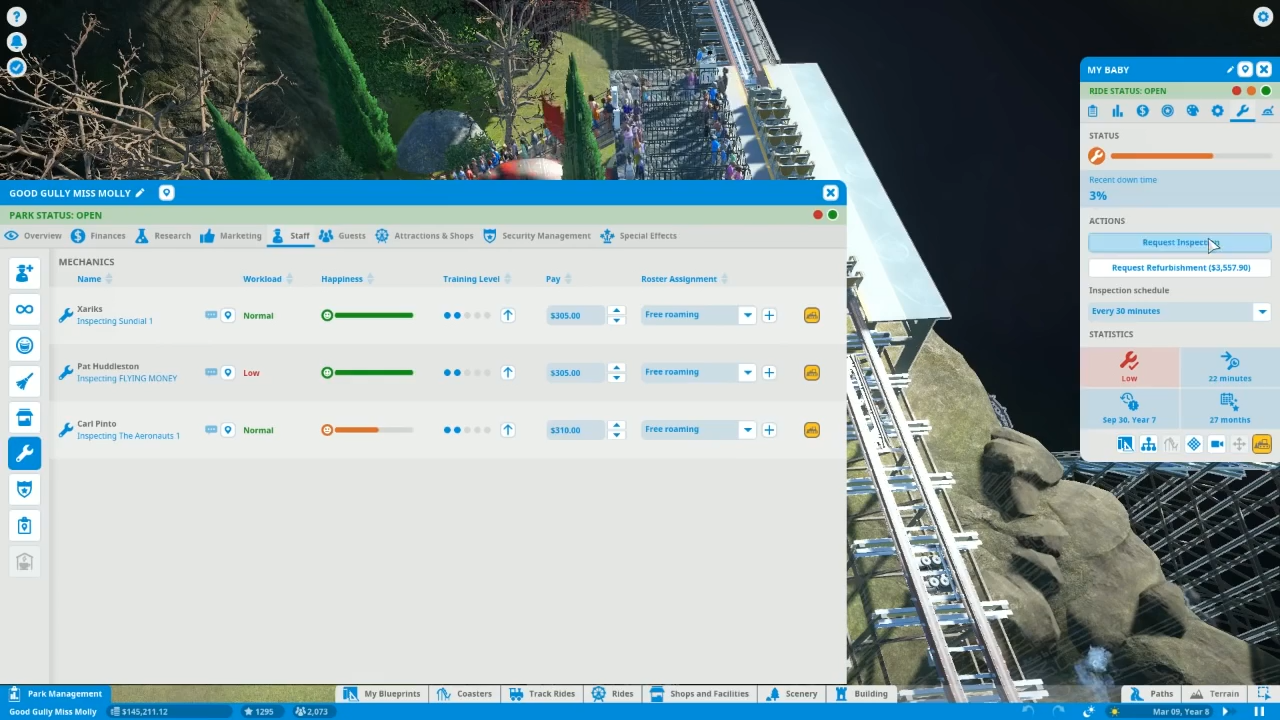 MY BABY
RIDE STATUS: OPEN
STATUS
Recent down time
3%
ACTIONS
Request Inspection
Request Refurbishment ($3,557.90)
Inspection schedule
Every 30 minutes
STATISTICS
Low
22 minutes
Sep 30, Year 7
27 months
GOOD GULLY MISS MOLLY
PARK STATUS: OPEN
Overview Finances Research Marketing Staff Guests Attractions & Shops Security Management Special Effects
MECHANICS
Name Workload Happiness Training Level Pay Roster Assignment
Xariks
Inspecting Sundial 1
Normal
$305.00
Free roaming
Pat Huddleston
Inspecting FLYING MONEY
Low
$305.00
Free roaming
Carl Pinto
Inspecting The Aeronauts 1
Normal
$310.00
Free roaming
Park Management My Blueprints Coasters Track Rides Rides Shops and Facilities Scenery Building Paths Terrain
Good Gully Miss Molly $145,211.12 1295 2,073 Mar 09, Year 8